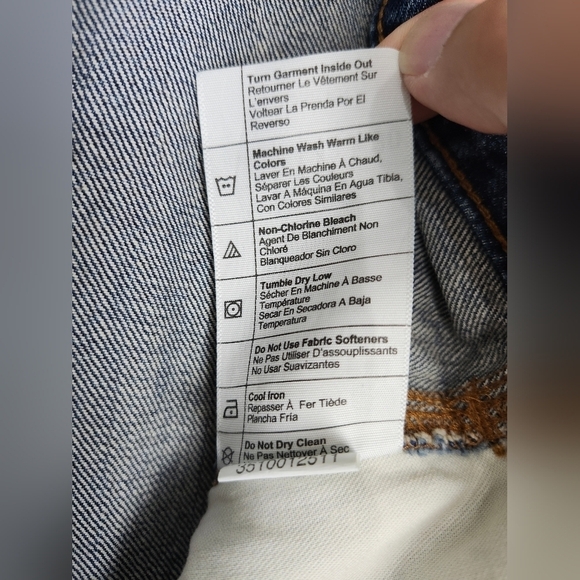 Turn Garment Inside Out
Retourner Le Vêtement Sur
L'envers
Voltear La Prenda Por El
Reverso
Machine Wash Warm Like
Colors
Laver En Machine À Chaud,
Séparer Les Couleurs
Lavar A Máquina En Agua Tibia,
Con Colores Similares
Non-Chlorine Bleach
Agent De Blanchiment Non
Chloré
Blanqueador Sin Cloro
Tumble Dry Low
Sécher En Machine À Basse
Température
Secar En Secadora A Baja
Temperatura
Do Not Use Fabric Softeners
Ne Pas Utiliser D'assouplissants
No Usar Suavizantes
Cool Iron
Repasser À Fer Tiède
Plancha Fría
Do Not Dry Clean
Ne Pas Nettoyer À Sec